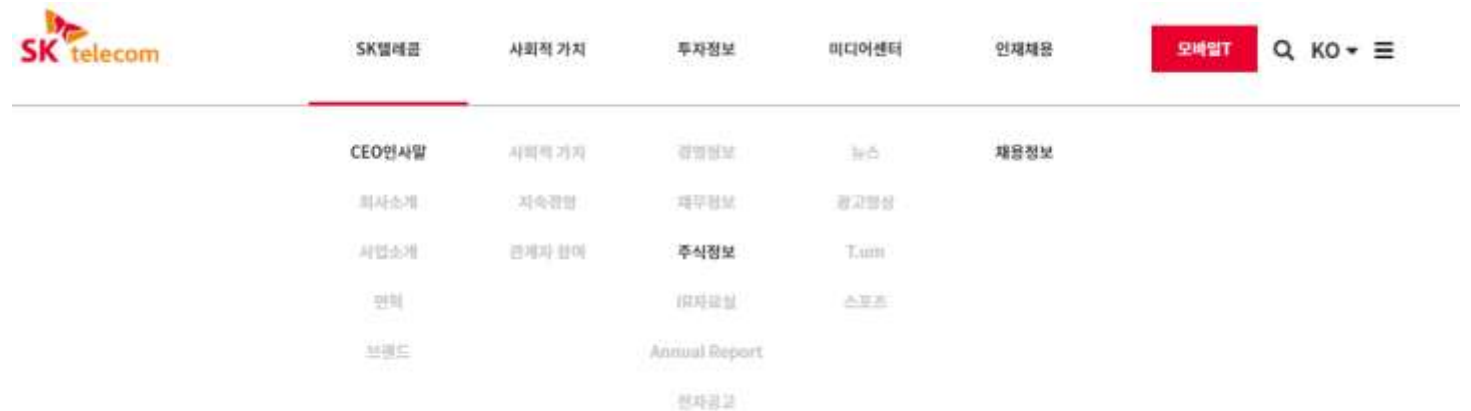 SK telecom
SK텔레콤 사회적 가치 투자정보 미디어센터 인재채용 모바일T KO
CEO인사말 사회적 가치 경영정보 뉴스 채용정보
회사소개 지속경영 재무정보 광고영상
사업소개 관계자 참여 주식정보 T.um
연혁 IR자료실 스포츠
브랜드 Annual Report
전자공고